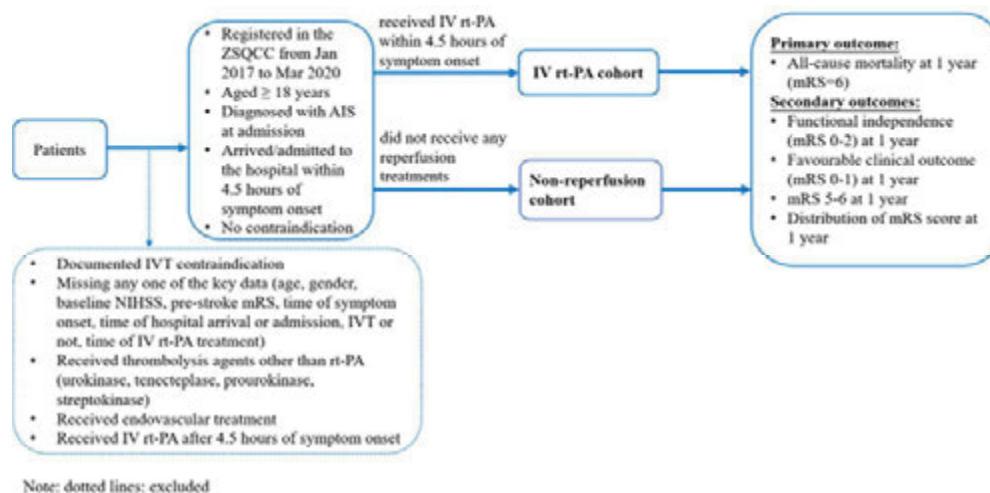 Patients
• Registered in the
ZSQCC from Jan
2017 to Mar 2020
• Aged ≥ 18 years
• Diagnosed with AIS
at admission
• Arrived/admitted to
the hospital within
4.5 hours of
symptom onset
• No contraindication
received IV rt-PA
within 4.5 hours of
symptom onset
did not receive any
reperfusion
treatments
IV rt-PA cohort
Non-reperfusion
cohort
Primary outcome:
• All-cause mortality at 1 year
(mRS=6)
Secondary outcomes:
• Functional independence
(mRS 0-2) at 1 year
• Favourable clinical outcome
(mRS 0-1) at 1 year
• mRS 5-6 at 1 year
• Distribution of mRS score at
1 year
• Documented IVT contraindication
• Missing any one of the key data (age, gender,
baseline NIHSS, pre-stroke mRS, time of symptom
onset, time of hospital arrival or admission, IVT or
not, time of IV rt-PA treatment)
• Received thrombolysis agents other than rt-PA
(urokinase, tenecteplase, prourokinase,
streptokinase)
• Received endovascular treatment
• Received IV rt-PA after 4.5 hours of symptom onset
Note: dotted lines: excluded